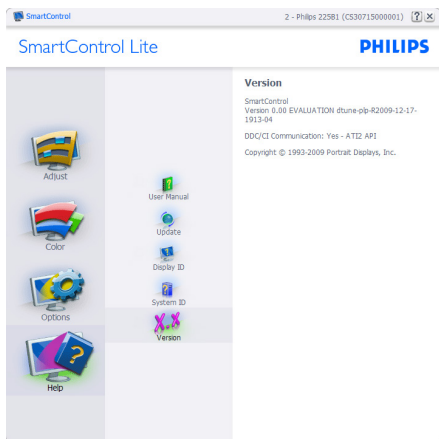 SmartControl
2 - Philips 225B1 (CS30715000001)
SmartControl Lite
PHILIPS
Adjust
Color
Options
Help
User Manual
Update
Display ID
System ID
X.X
Version
Version
SmartControl
Version 0.00 EVALUATION dtune-plp-R2009-12-17-
1913-04
DDC/CI Communication: Yes - ATI2 API
Copyright © 1993-2009 Portrait Displays, Inc.